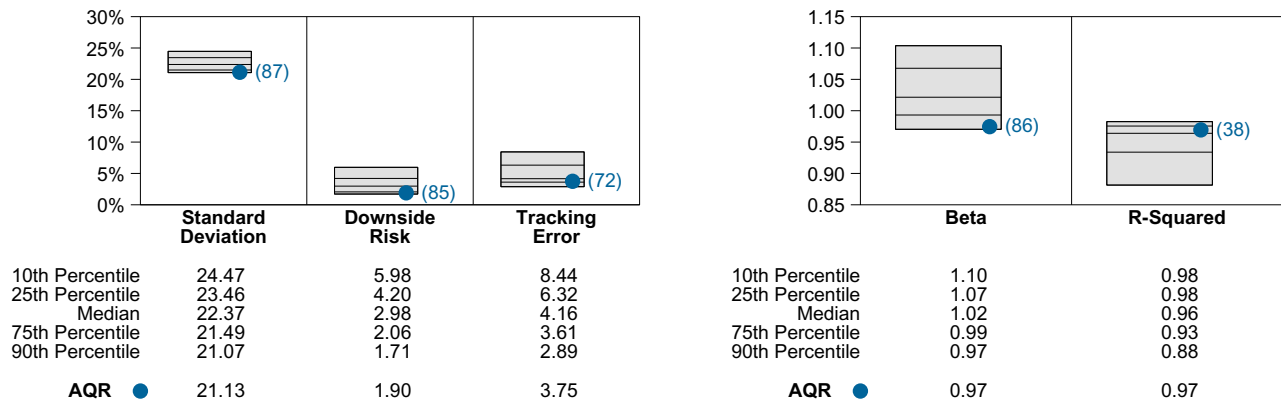 30%
25%
20%
15%
10%
5%
0%
(87)
(85)
(72)
Standard Deviation
Downside Risk
Tracking Error
10th Percentile 24.47 5.98 8.44
25th Percentile 23.46 4.20 6.32
Median 22.37 2.98 4.16
75th Percentile 21.49 2.06 3.61
90th Percentile 21.07 1.71 2.89
AQR 21.13 1.90 3.75
1.15
1.10
1.05
1.00
0.95
0.90
0.85
(86)
(38)
Beta
R-Squared
10th Percentile 1.10 0.98
25th Percentile 1.07 0.98
Median 1.02 0.96
75th Percentile 0.99 0.93
90th Percentile 0.97 0.88
AQR 0.97 0.97